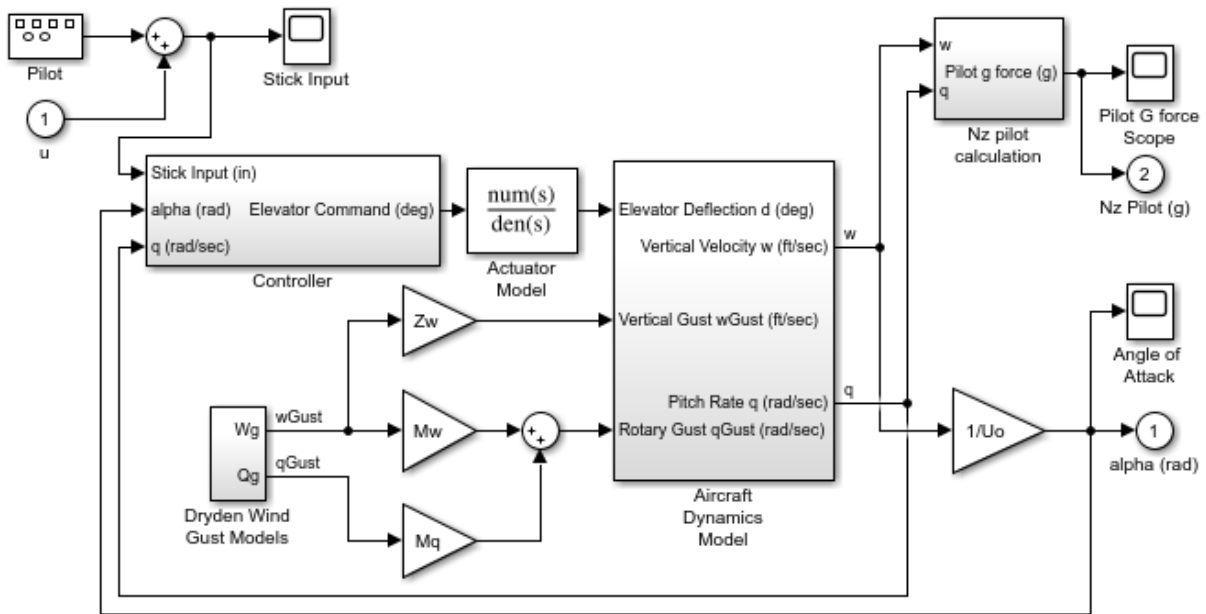 Pilot
1
u
Stick Input
Stick Input (in)
alpha (rad)
q (rad/sec)
Elevator Command (deg)
Controller
num(s)
den(s)
Actuator
Model
Elevator Deflection d (deg)
Vertical Velocity w (ft/sec)
Vertical Gust wGust (ft/sec)
Pitch Rate q (rad/sec)
Rotary Gust qGust (rad/sec)
Aircraft
Dynamics
Model
w
q
w
q
Pilot g force (g)
Nz pilot
calculation
Pilot G force
Scope
2
Nz Pilot (g)
Angle of
Attack
1/Uo
1
alpha (rad)
Zw
Mw
Mq
Wg
Qg
wGust
qGust
Dryden Wind
Gust Models